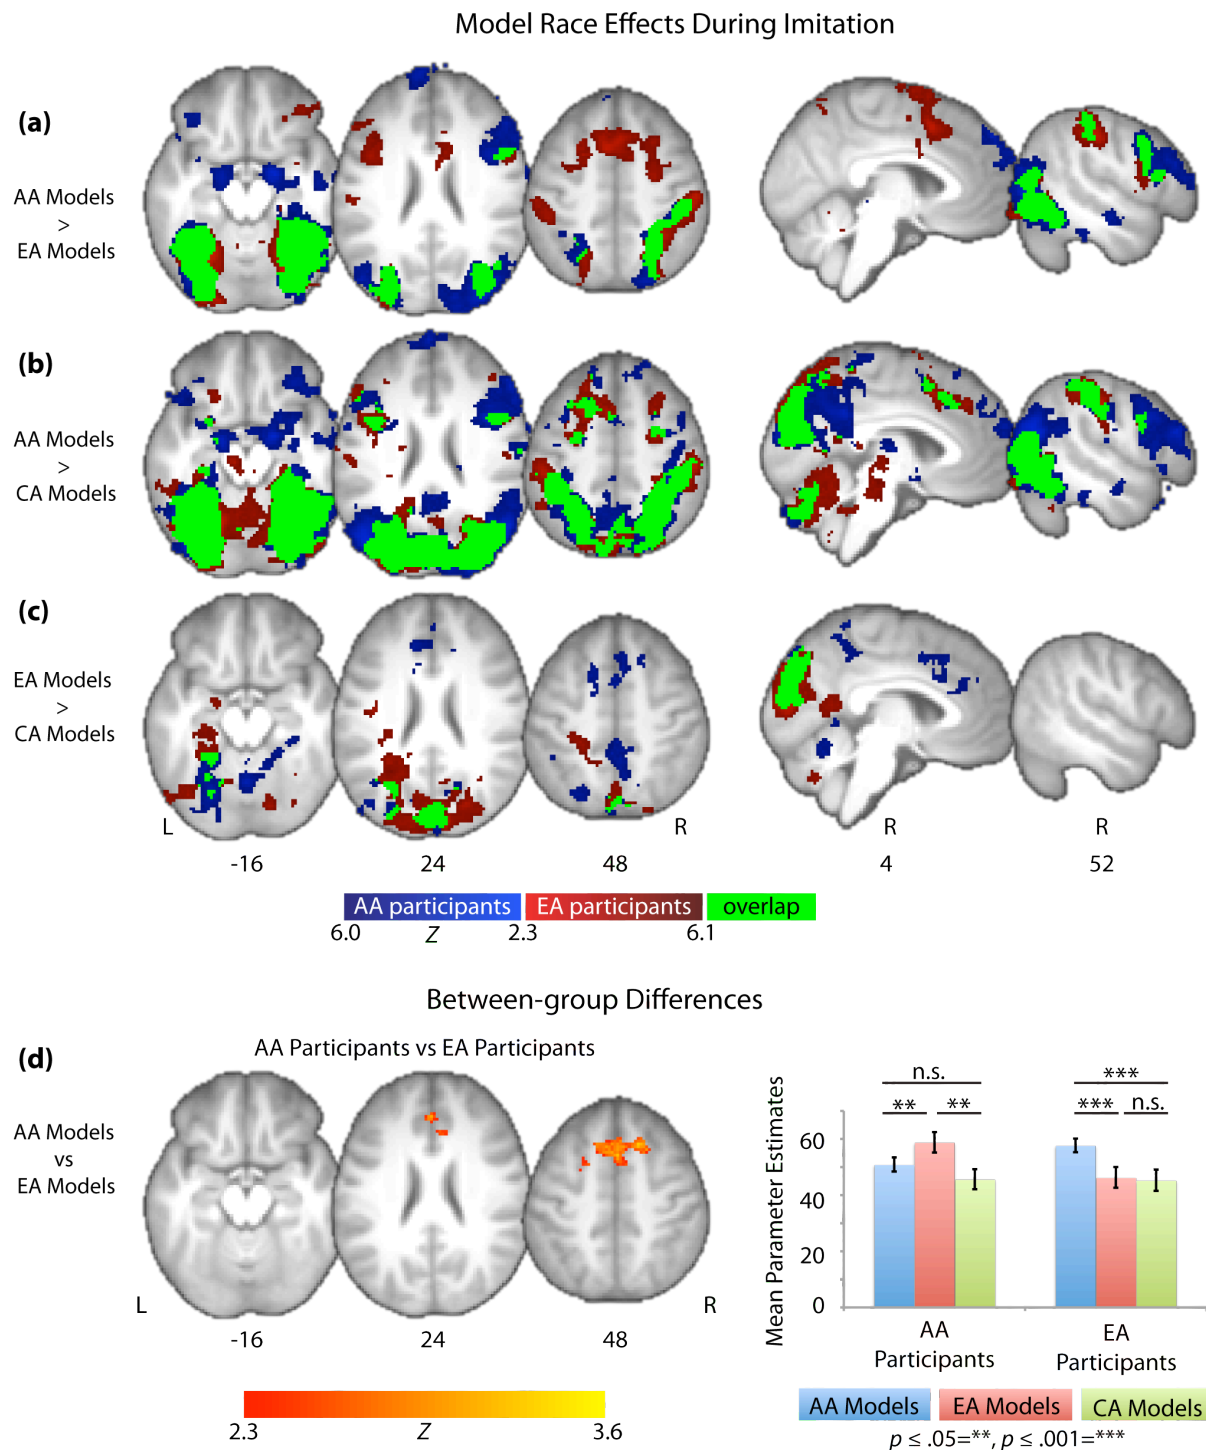 Model Race Effects During Imitation
(a)
AA Models
>
EA Models
(b)
AA Models
>
CA Models
(c)
EA Models
>
CA Models
L R R R
-16 24 48 4 52
AA participants EA participants overlap
6.0 Z 2.3 6.1
Between-group Differences
(d)
AA Participants vs EA Participants
AA Models
vs
EA Models
L R
-16 24 48
2.3 Z 3.6
Mean Parameter Estimates
60
40
20
0
n.s. ***
** ** *** n.s.
AA
Participants
EA
Participants
AA Models EA Models CA Models
p ≤ .05=**, p ≤ .001=***